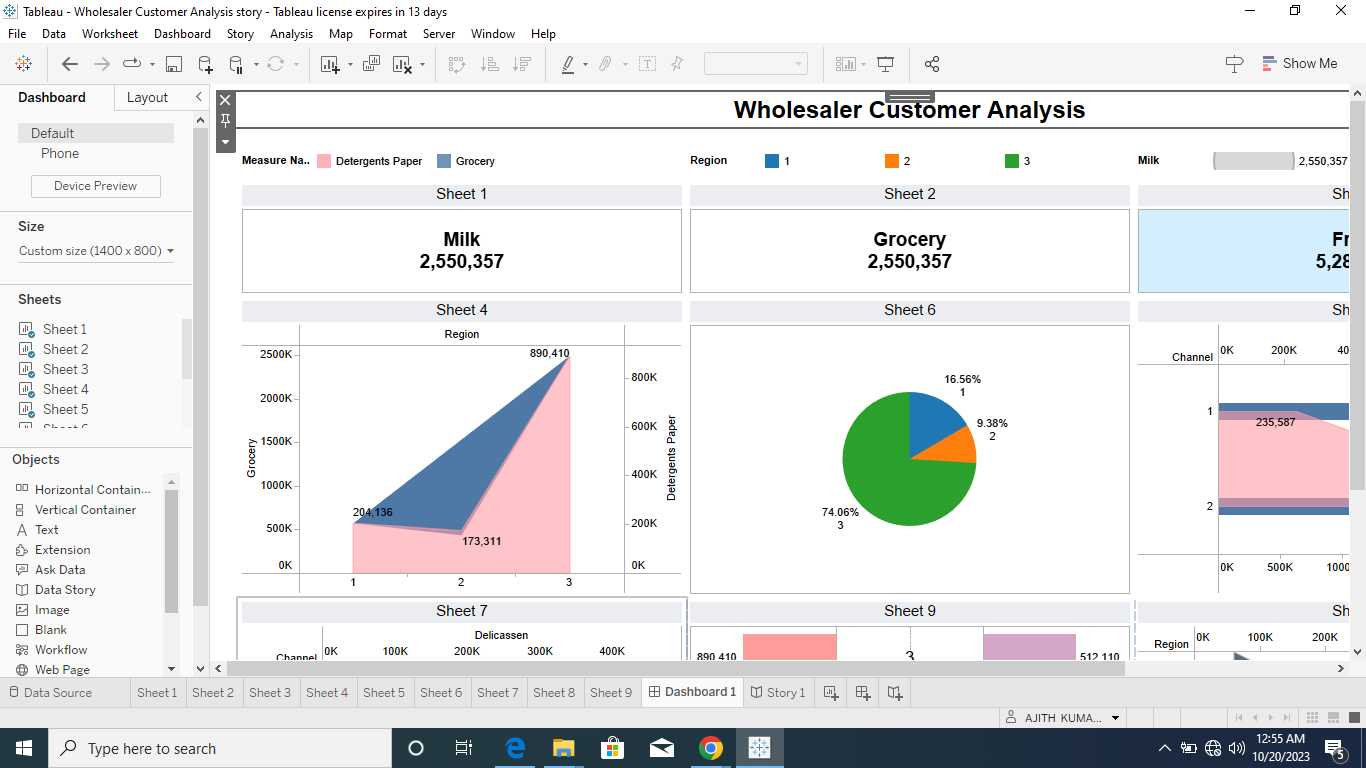 Tableau - Wholesaler Customer Analysis story - Tableau license expires in 13 days
File Data Worksheet Dashboard Story Analysis Map Format Server Window Help
Show Me
Dashboard Layout
Default
Phone
Device Preview
Size
Custom size (1400 x 800)
Sheets
Sheet 1
Sheet 2
Sheet 3
Sheet 4
Sheet 5
Objects
Horizontal Contain...
Vertical Container
Text
Extension
Ask Data
Data Story
Image
Blank
Workflow
Web Page
Wholesaler Customer Analysis
Measure Na.. Detergents Paper Grocery
Region 1 2 3
Milk 2,550,357
Sheet 1
Milk
2,550,357
Sheet 2
Grocery
2,550,357
Sh
Fr
5,28
Sheet 4
Region
2500K
2000K
1500K
1000K
500K
0K
Grocery
890,410
204,136
173,311
800K
600K
400K
200K
0K
Detergents Paper
1 2 3
Sheet 6
16.56%
1
9.38%
2
74.06%
3
Sh
Channel 0K 200K 40
1
235,587
2
0K 500K 1000
Sheet 7
Delicassen
Channel 0K 100K 200K 300K 400K
Sheet 9
890,410 3 512,110
Sh
Region 0K 100K 200K
Data Source Sheet 1 Sheet 2 Sheet 3 Sheet 4 Sheet 5 Sheet 6 Sheet 7 Sheet 8 Sheet 9 Dashboard 1 Story 1
AJITH KUMA...
Type here to search
12:55 AM
10/20/2023
5